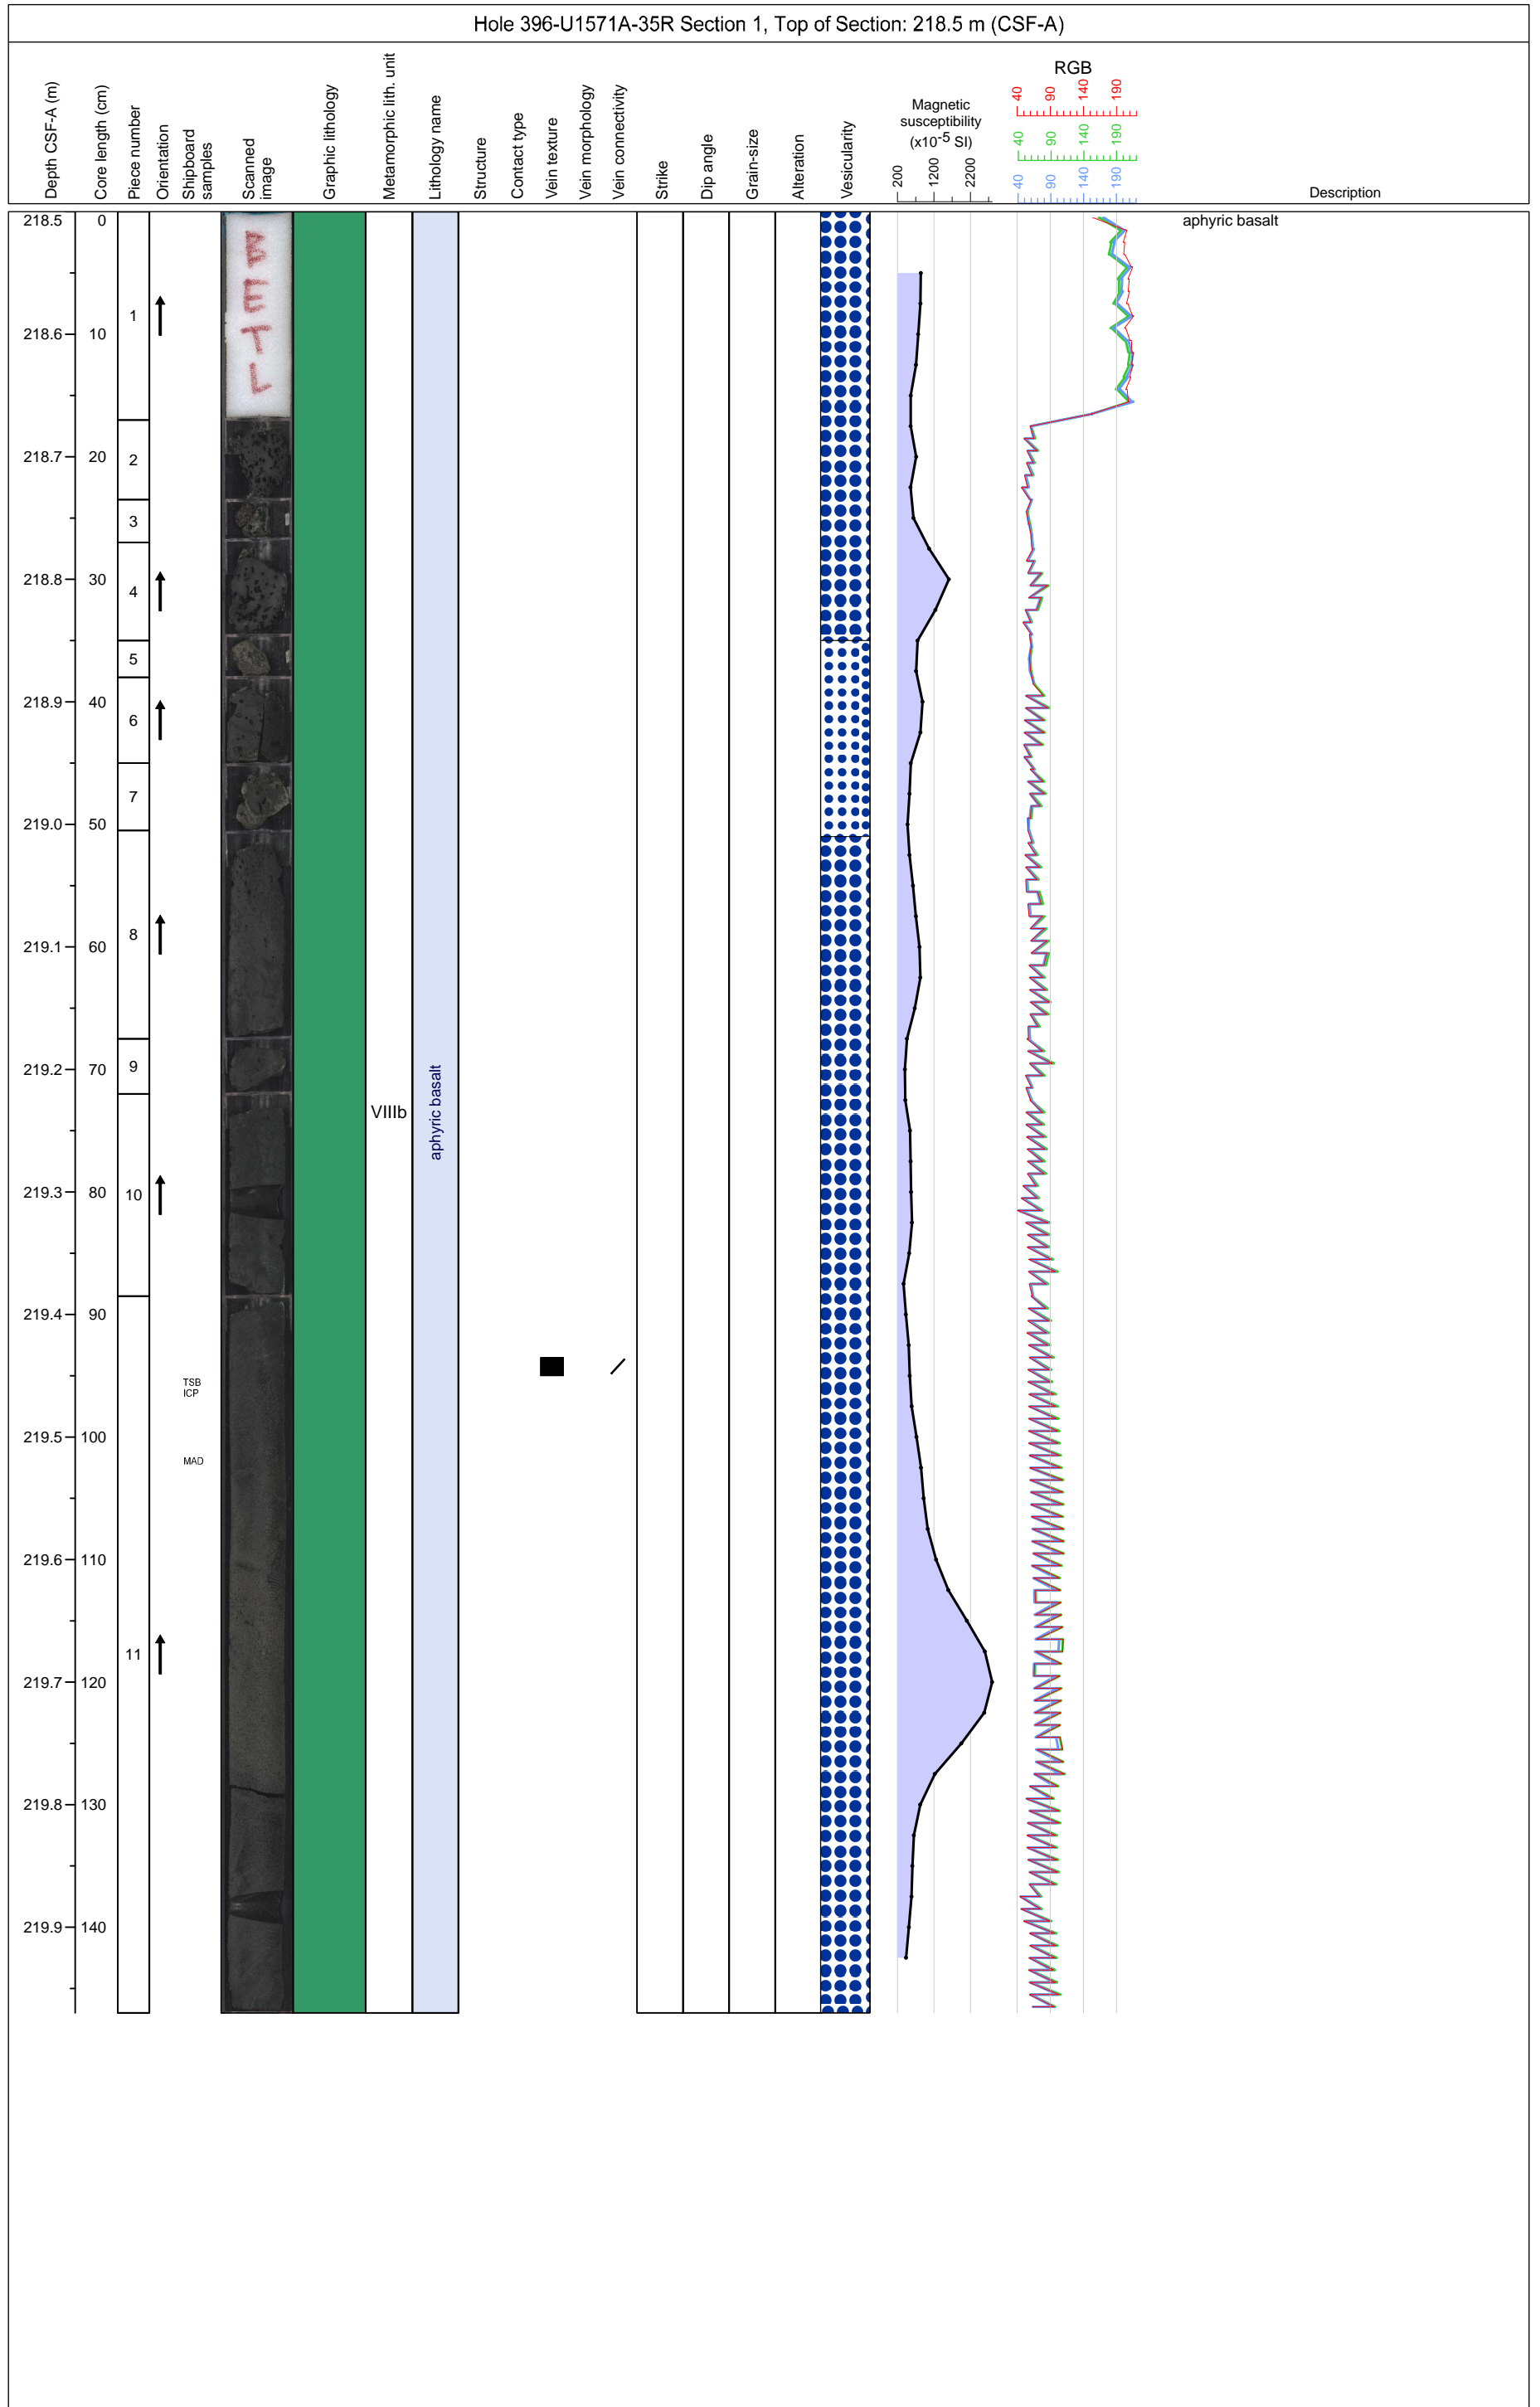 Hole 396-U1571A-35R Section 1, Top of Section: 218.5 m (CSF-A)
Depth CSF-A (m)
Core length (cm)
Piece number
Orientation
Shipboard
samples
Scanned
image
Graphic lithology
Metamorphic lith. unit
Lithology name
Structure
Contact type
Vein texture
Vein morphology
Vein connectivity
Strike
Dip angle
Grain-size
Alteration
Vesicularity
Magnetic
susceptibility
(x10⁻⁵ SI)
200 1200 2200
RGB
40 90 140 190
40 90 140 190
40 90 140 190
Description
218.5 0
aphyric basalt
B
E
T
L
1
218.6 10
2
218.7 20
3
218.8 30
4
5
218.9 40
6
7
219.0 50
8
219.1 60
9
219.2 70
VIIIb
aphyric basalt
219.3 80
10
219.4 90
TSB
ICP
219.5 100
MAD
219.6 110
11
219.7 120
219.8 130
219.9 140